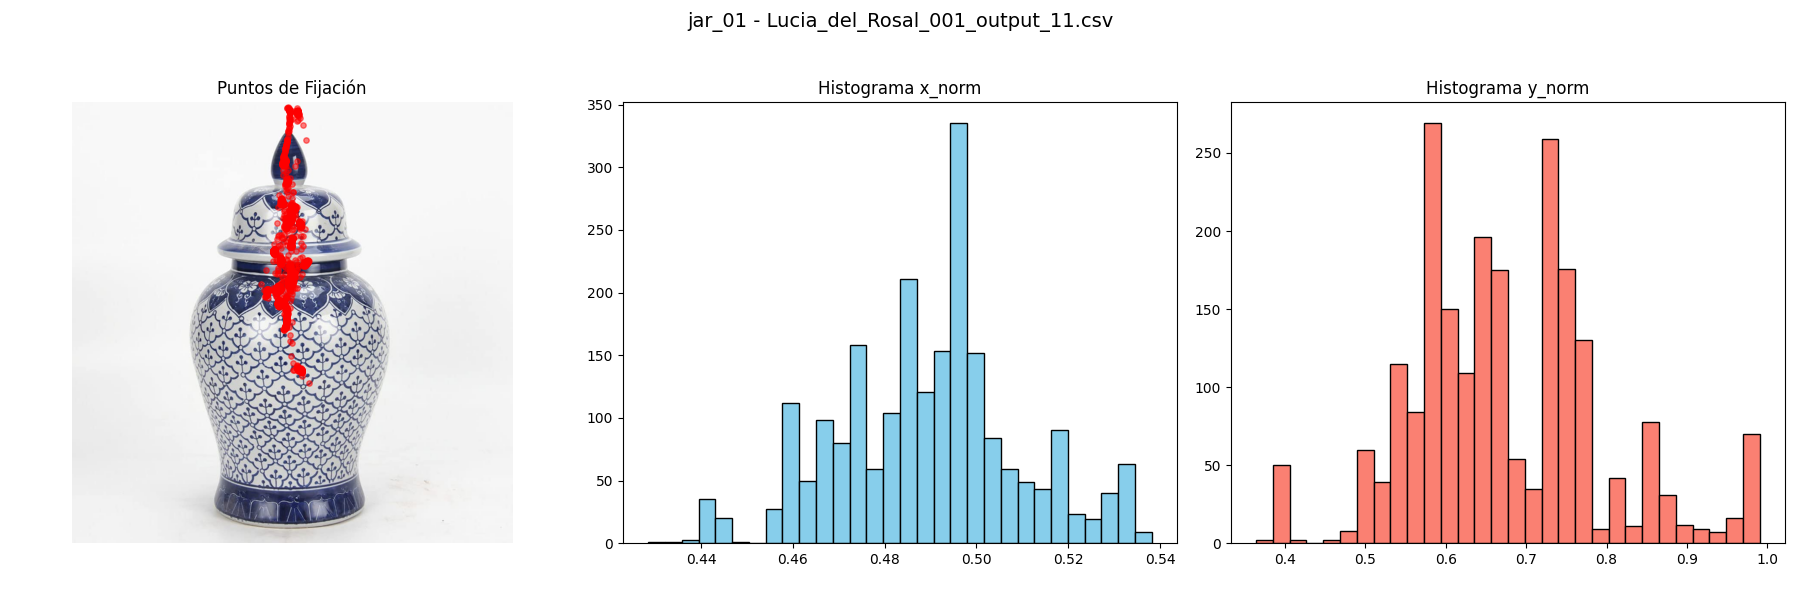 jar_01 - Lucia_del_Rosal_001_output_11.csv
Puntos de Fijación
Histograma x_norm
350
300
250
200
150
100
50
0
0.44 0.46 0.48 0.50 0.52 0.54
Histograma y_norm
250
200
150
100
50
0
0.4 0.5 0.6 0.7 0.8 0.9 1.0